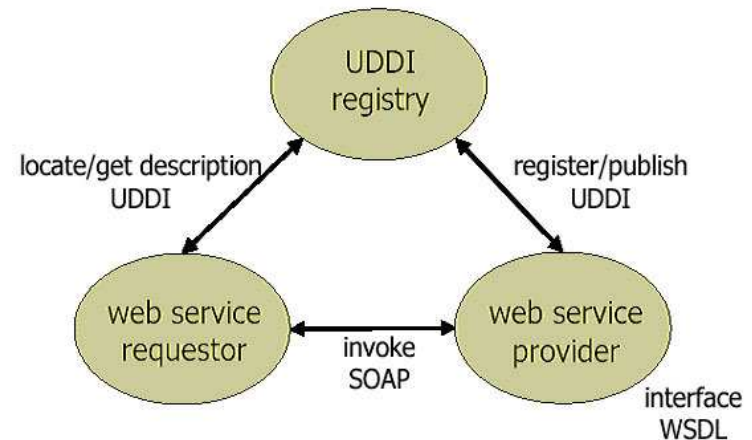 UDDI
registry
locate/get description
UDDI
register/publish
UDDI
web service
requestor
invoke
SOAP
web service
provider
interface
WSDL